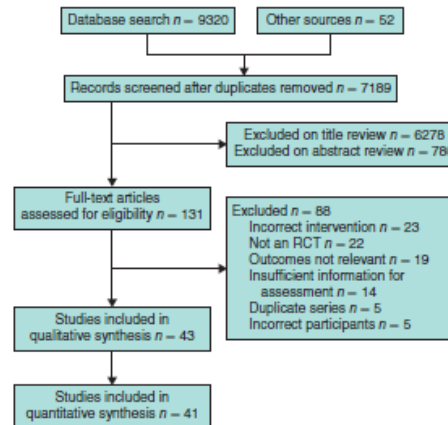 Database search n = 9320
Other sources n = 52
Records screened after duplicates removed n = 7189
Excluded on title review n = 6278
Excluded on abstract review n = 780
Full-text articles
assessed for eligibility n = 131
Excluded n = 88
Incorrect intervention n = 23
Not an RCT n = 22
Outcomes not relevant n = 19
Insufficient information for
assessment n = 14
Duplicate series n = 5
Incorrect participants n = 5
Studies included in
qualitative synthesis n = 43
Studies included in
quantitative synthesis n = 41